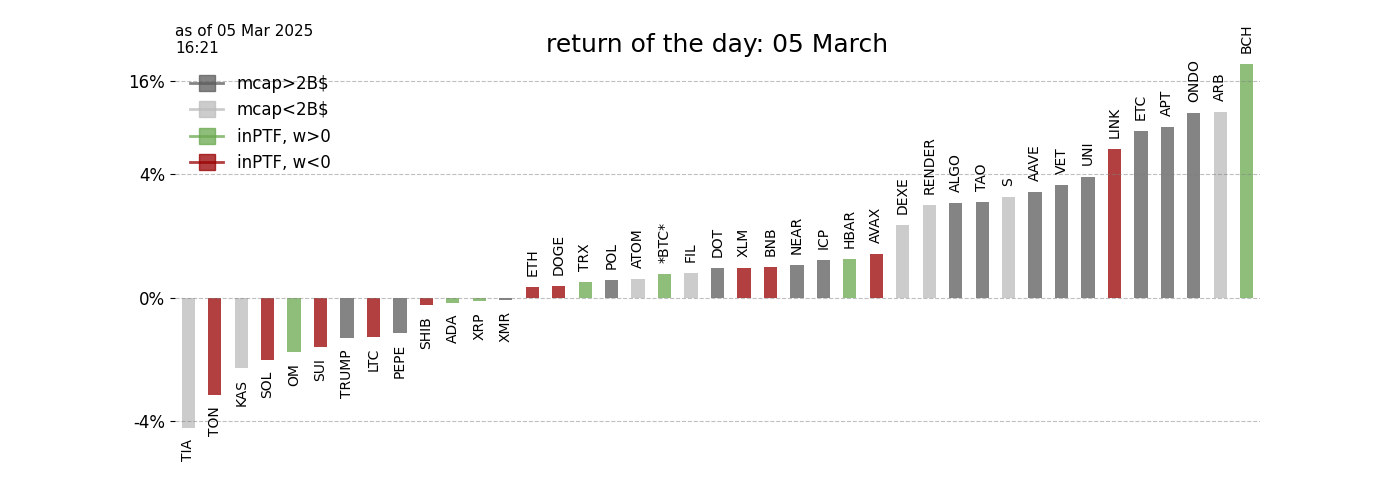 as of 05 Mar 2025
16:21
return of the day: 05 March
mcap>2B$
mcap<2B$
inPTF, w>0
inPTF, w<0
16%
4%
0%
-4%
TIA
TON
KAS
SOL
OM
SUI
TRUMP
LTC
PEPE
SHIB
ADA
XRP
XMR
ETH
DOGE
TRX
POL
ATOM
*BTC*
FIL
DOT
XLM
BNB
NEAR
ICP
HBAR
AVAX
DEXE
RENDER
ALGO
TAO
S
AAVE
VET
UNI
LINK
ETC
APT
ONDO
ARB
BCH